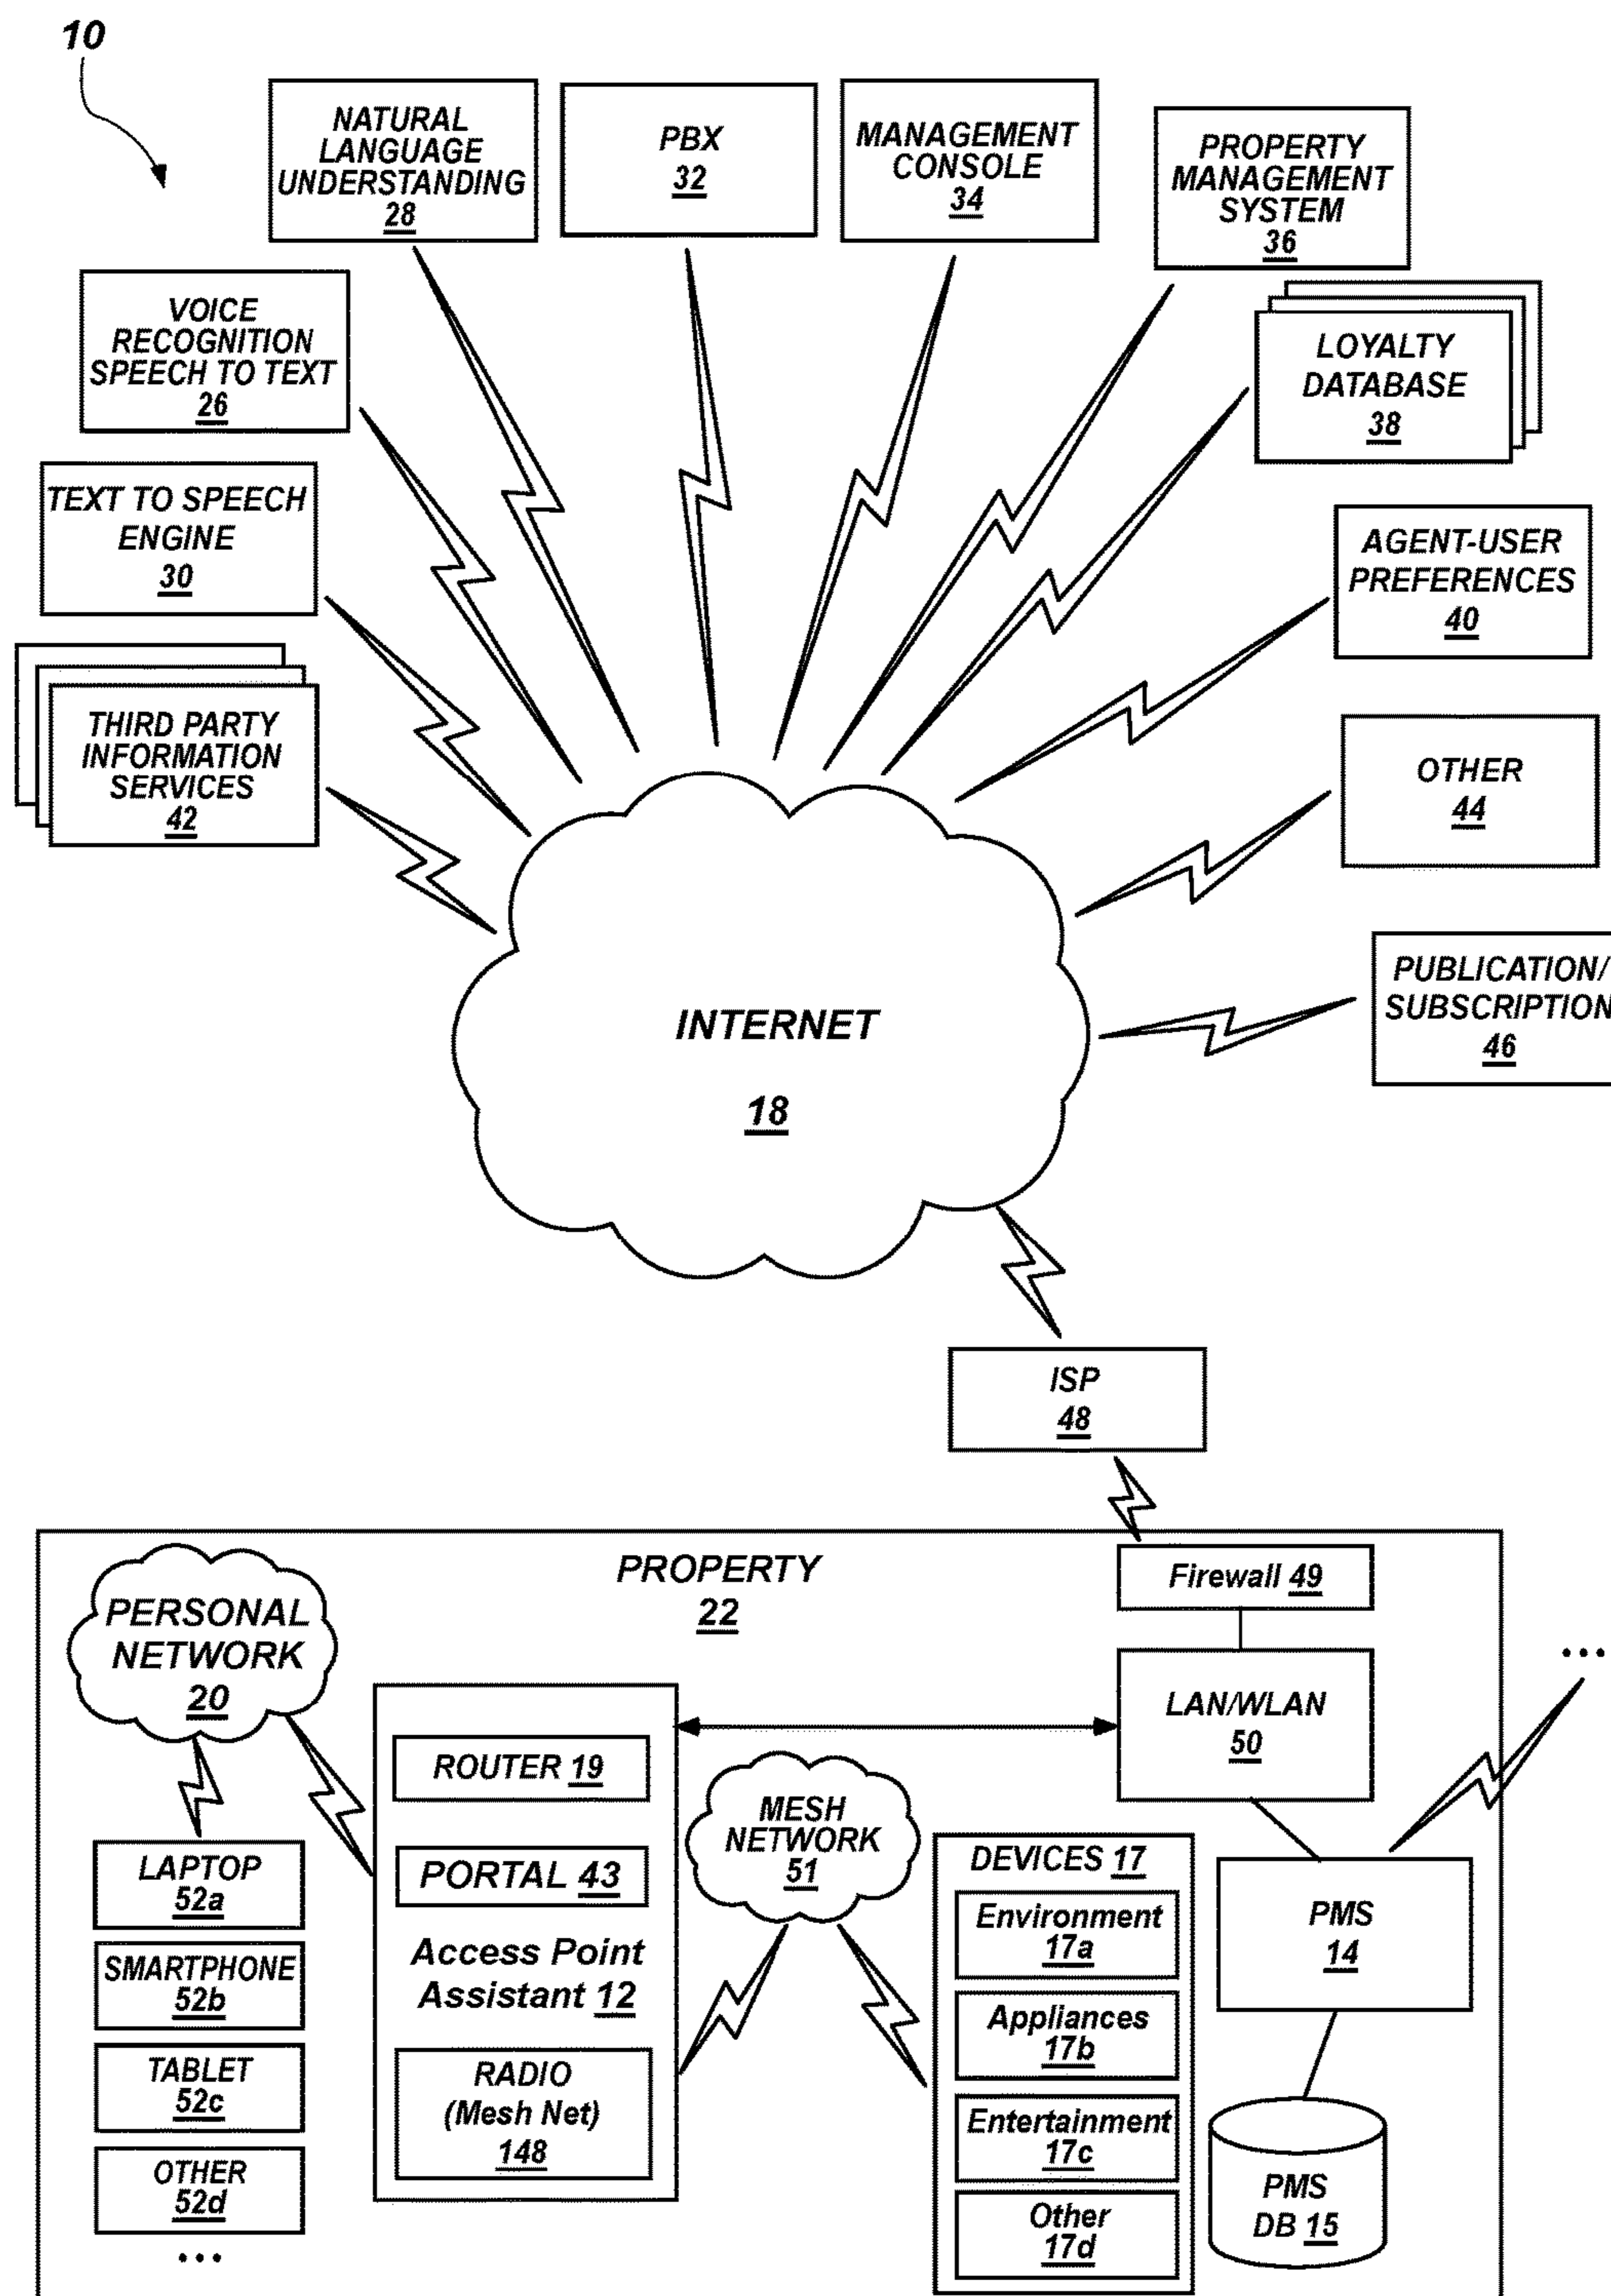 10
NATURAL
LANGUAGE
UNDERSTANDING
28
PBX
32
MANAGEMENT
CONSOLE
34
PROPERTY
MANAGEMENT
SYSTEM
36
VOICE
RECOGNITION
SPEECH TO TEXT
26
LOYALTY
DATABASE
38
TEXT TO SPEECH
ENGINE
30
AGENT-USER
PREFERENCES
40
THIRD PARTY
INFORMATION
SERVICES
42
OTHER
44
PUBLICATION/
SUBSCRIPTION
46
INTERNET
18
ISP
48
PROPERTY
22
Firewall 49
PERSONAL
NETWORK
20
LAN/WLAN
50
...
ROUTER 19
PORTAL 43
Access Point
Assistant 12
RADIO
(Mesh Net)
148
MESH
NETWORK
51
LAPTOP
52a
SMARTPHONE
52b
TABLET
52c
OTHER
52d
...
DEVICES 17
Environment
17a
Appliances
17b
Entertainment
17c
Other
17d
PMS
14
PMS
DB 15